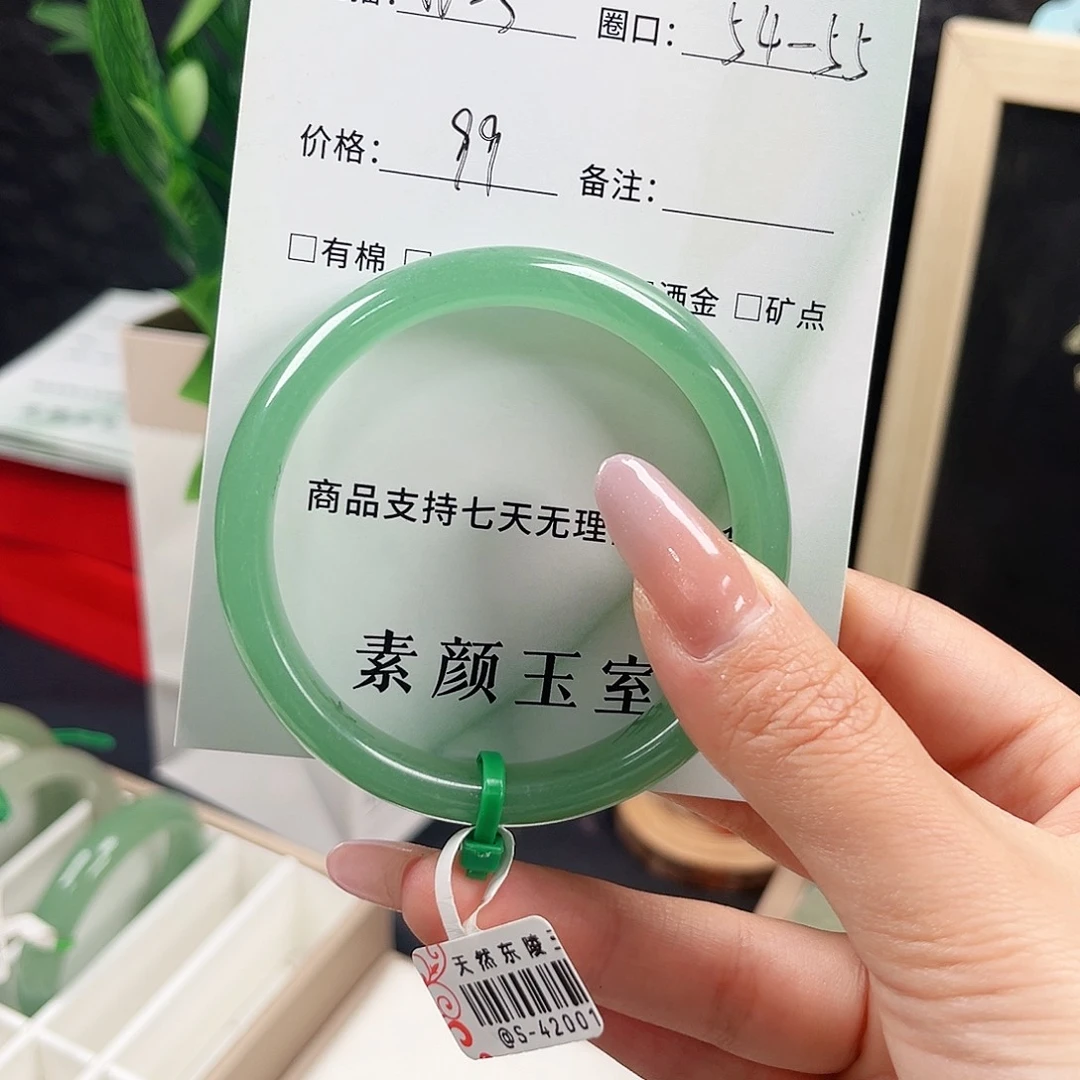 圈口: 54-55
价格: 99
备注:
□有棉
洒金 □矿点
商品支持七天无理
素颜玉室
天然东陵
@S-42001